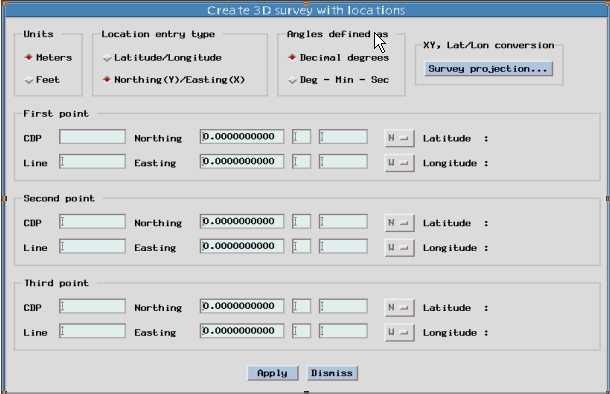 Create 3D survey with locations
Units
Location entry type
Angles defined as
XY, Lat/Lon conversion
Meters
Latitude/Longitude
Decimal degrees
Survey projection...
Feet
Northing(Y)/Easting(X)
Deg - Min - Sec
First point
CDP Northing 0.0000000000 N Latitude :
Line Easting 0.0000000000 W Longitude :
Second point
CDP Northing 0.0000000000 N Latitude :
Line Easting 0.0000000000 W Longitude :
Third point
CDP Northing 0.0000000000 N Latitude :
Line Easting 0.0000000000 W Longitude :
Apply Dismiss